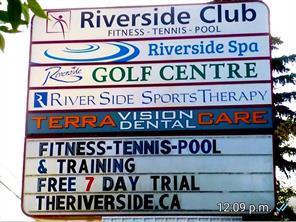 Riverside Club
FITNESS - TENNIS - POOL
Riverside Spa
Riverside GOLF CENTRE
RIVER SIDE SPORTS THERAPY
TERRA VISION DENTAL CARE
FITNESS-TENNIS-POOL
& TRAINING
FREE 7 DAY TRIAL
THERIVERSIDE.CA
12:09 p.m.